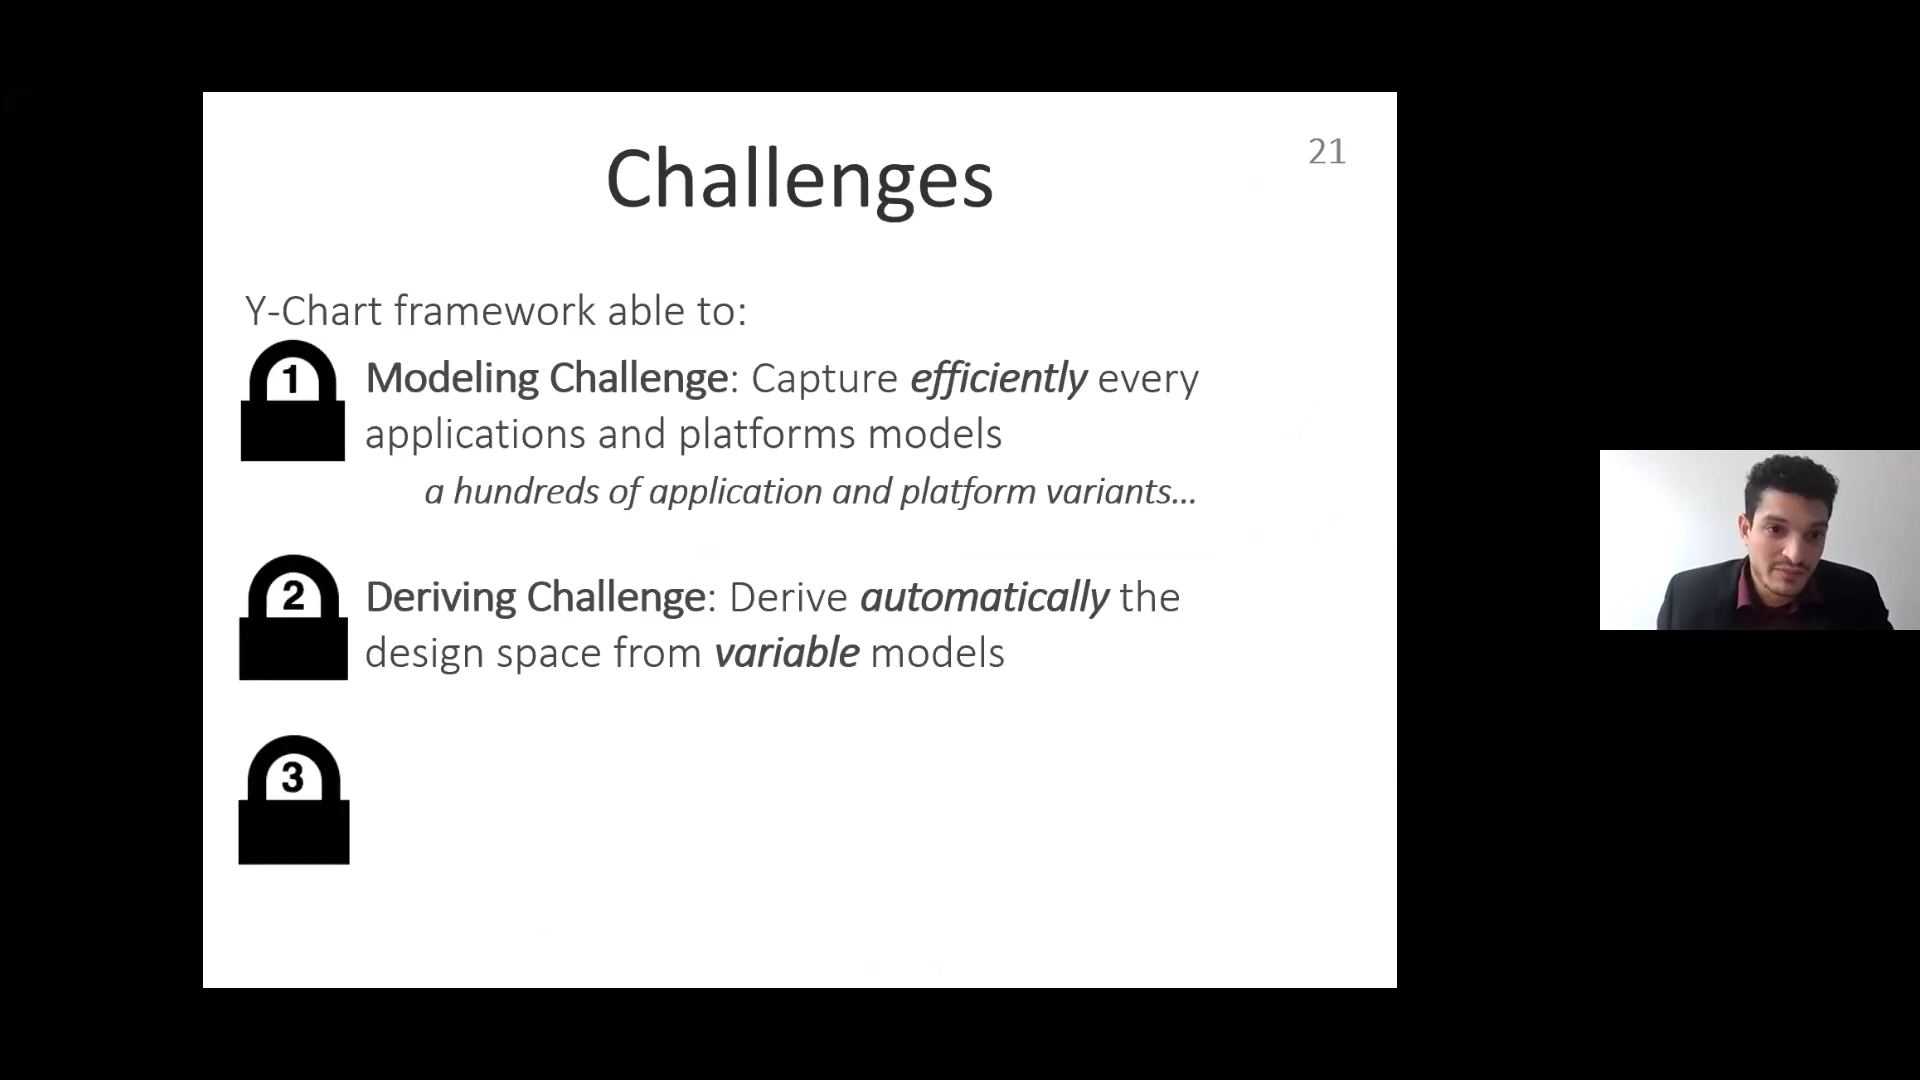 Challenges
21
Y-Chart framework able to:
1
Modeling Challenge: Capture efficiently every
applications and platforms models
a hundreds of application and platform variants...
2
Deriving Challenge: Derive automatically the
design space from variable models
3